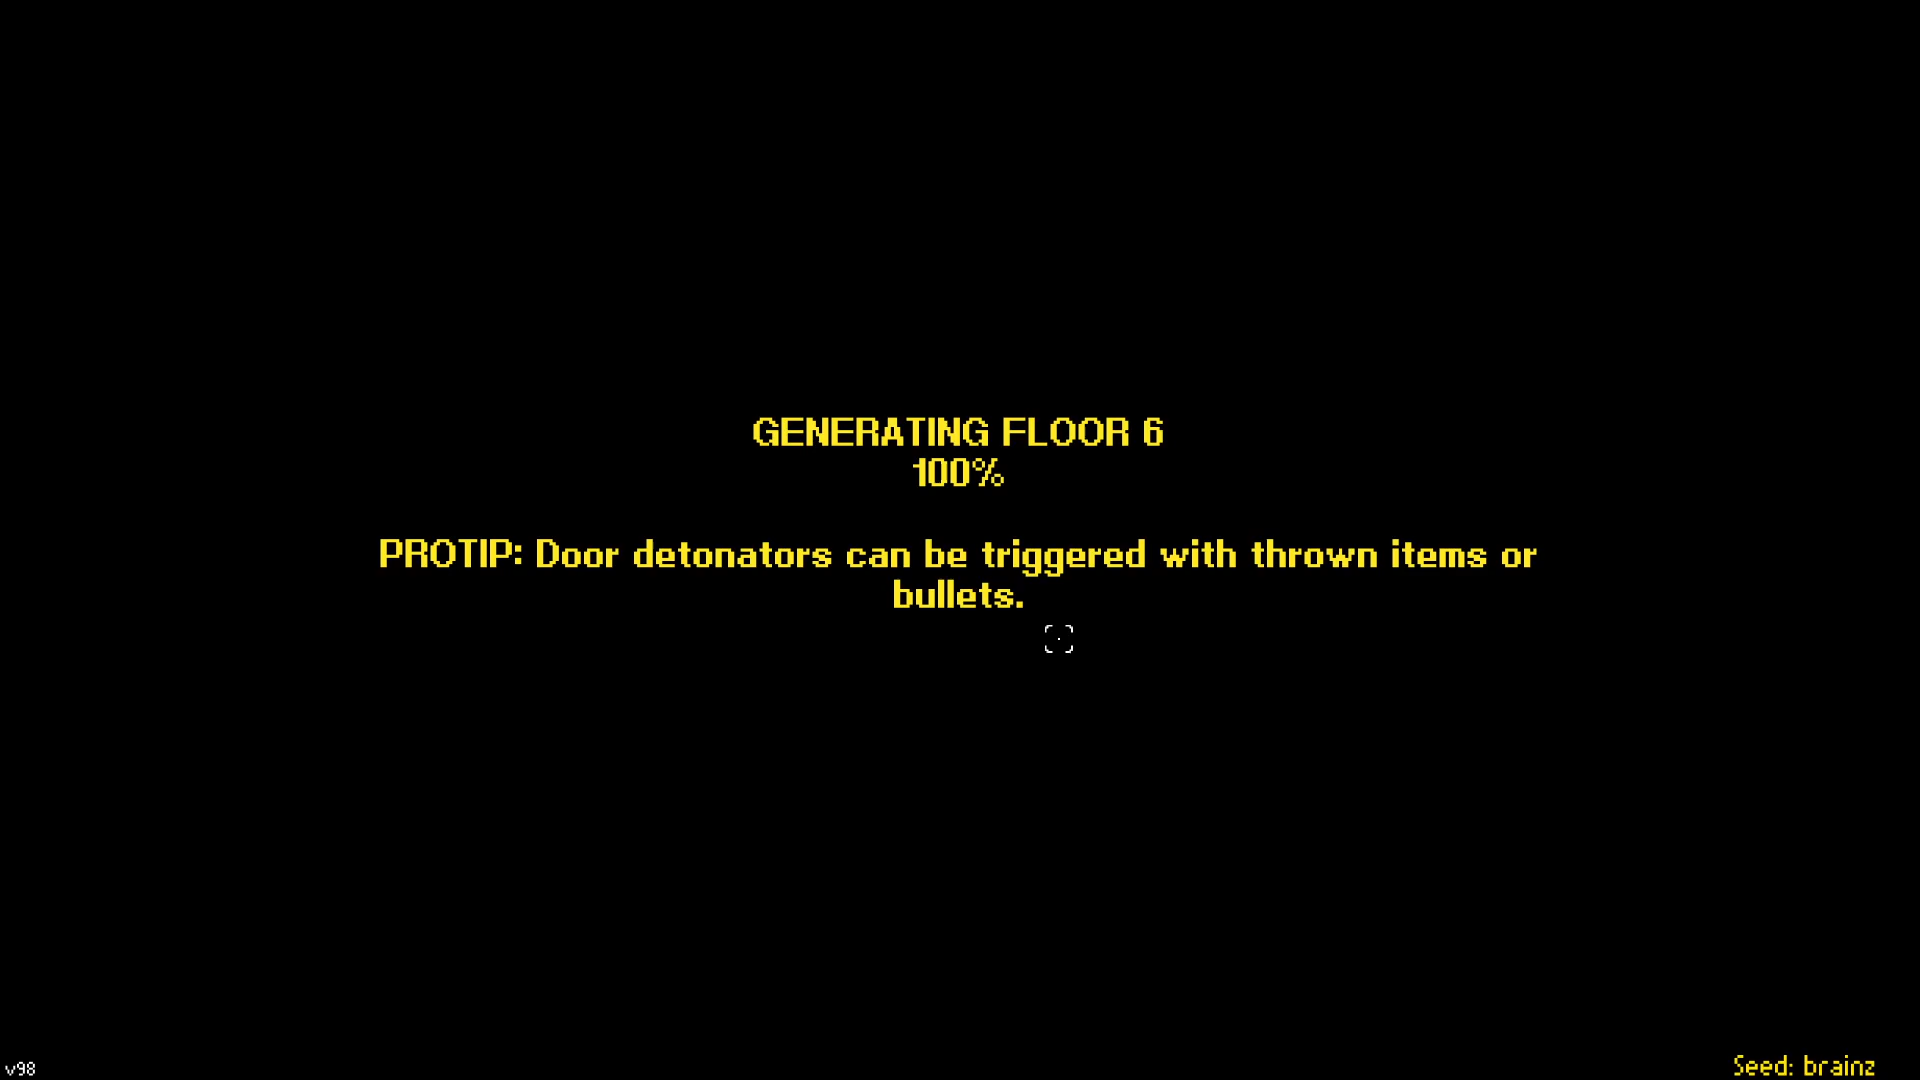 GENERATING FLOOR 6
100%
PROTIP: Door detonators can be triggered with thrown items or
bullets.
v98
Seed: brainz